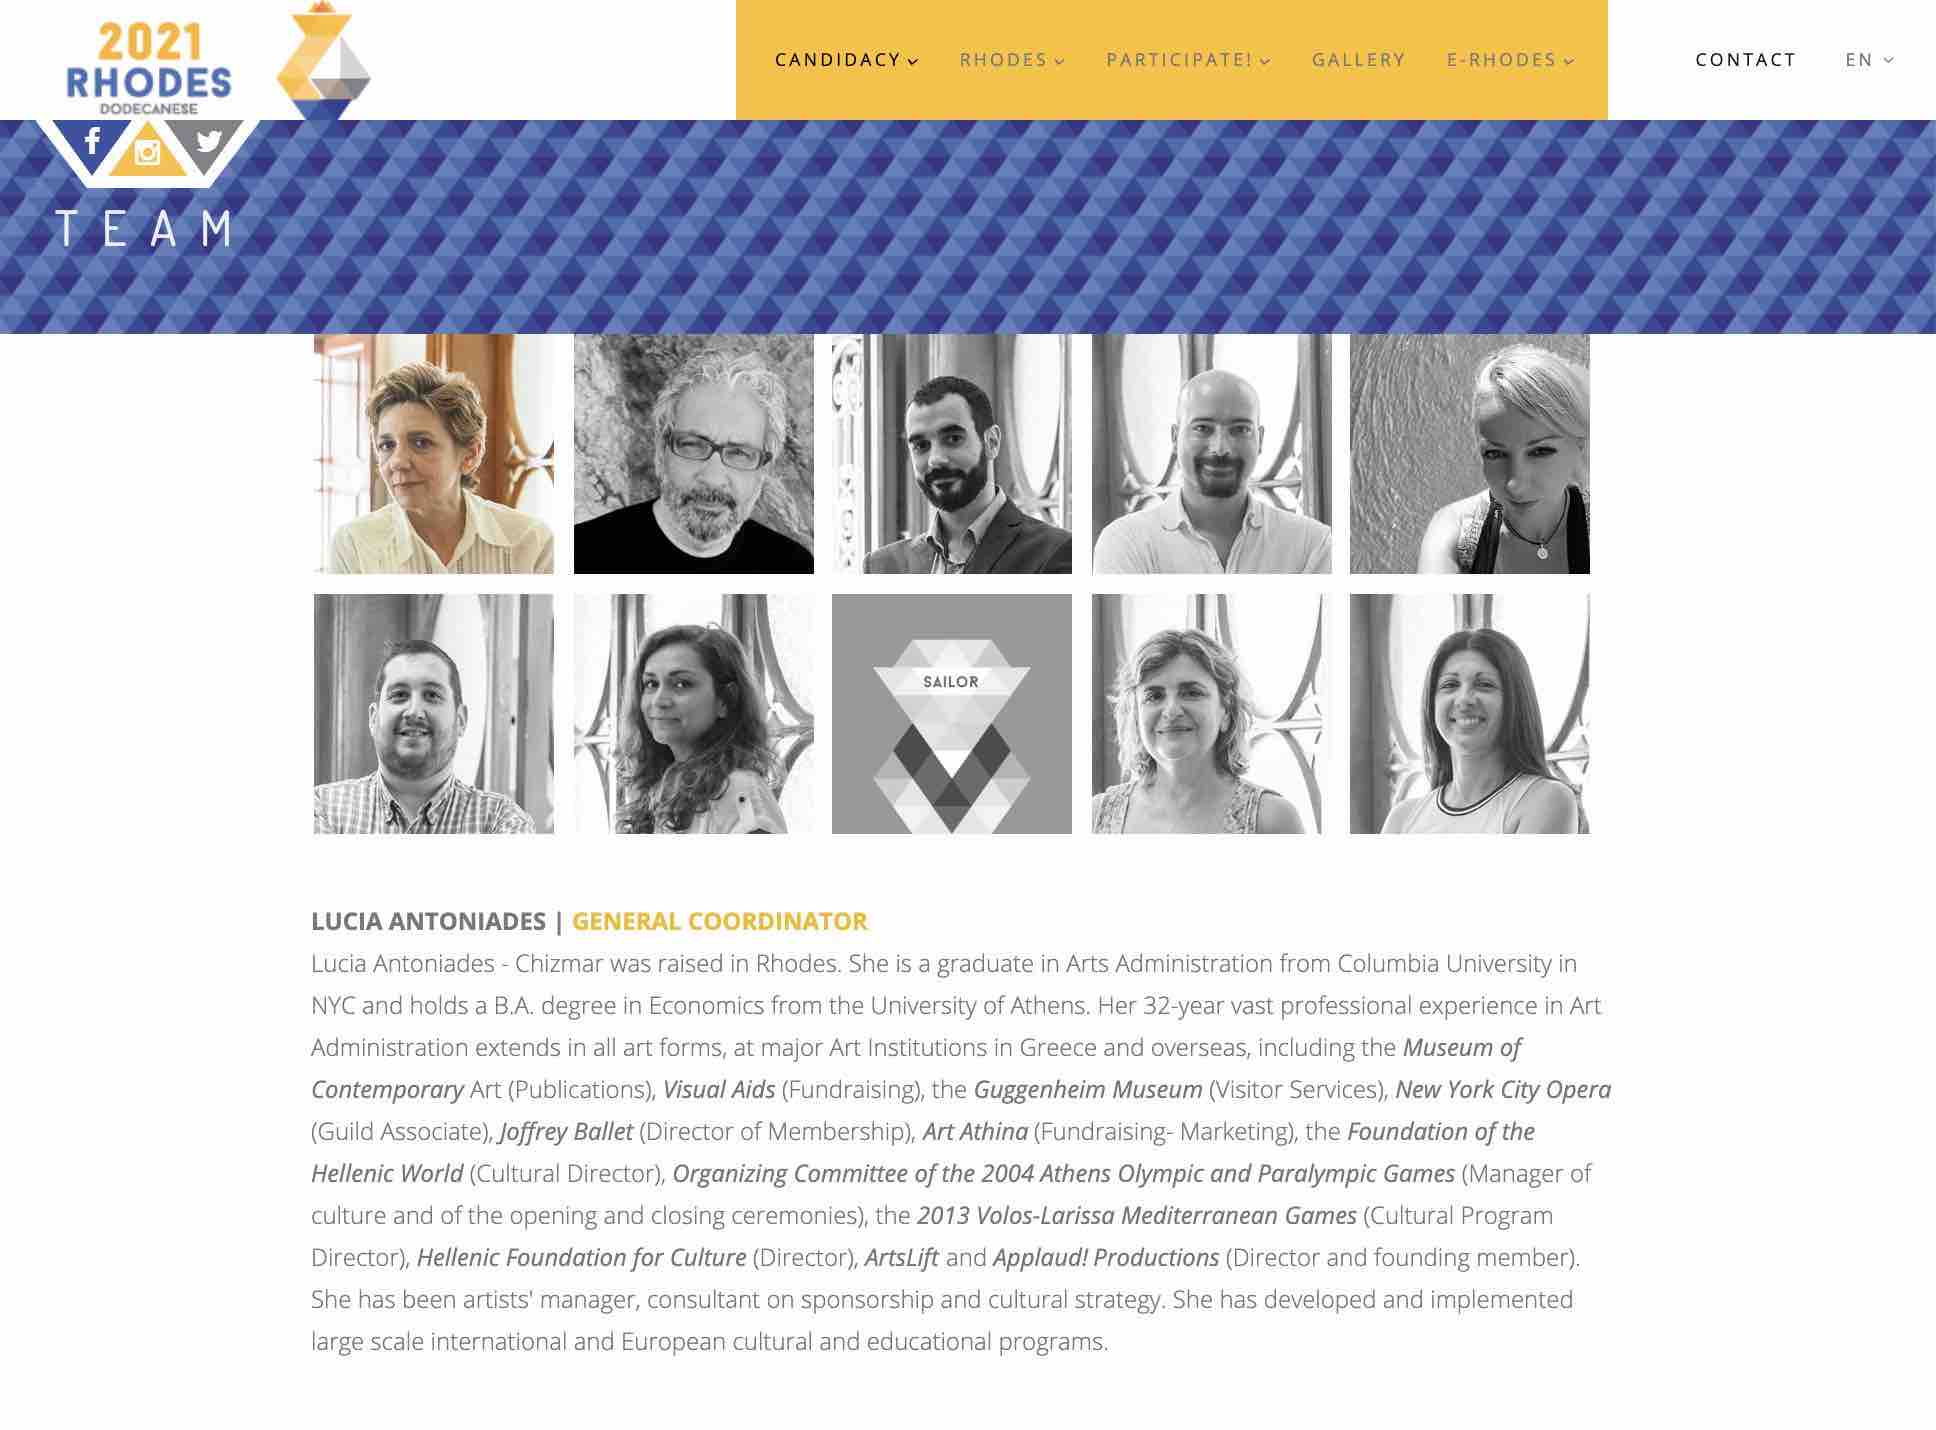 2021
RHODES
DODECANESE
CANDIDACY
RHODES
PARTICIPATE!
GALLERY
E-RHODES
CONTACT
EN
TEAM
SAILOR
LUCIA ANTONIADES | GENERAL COORDINATOR
Lucia Antoniades - Chizmar was raised in Rhodes. She is a graduate in Arts Administration from Columbia University in
NYC and holds a B.A. degree in Economics from the University of Athens. Her 32-year vast professional experience in Art
Administration extends in all art forms, at major Art Institutions in Greece and overseas, including the Museum of
Contemporary Art (Publications), Visual Aids (Fundraising), the Guggenheim Museum (Visitor Services), New York City Opera
(Guild Associate), Joffrey Ballet (Director of Membership), Art Athina (Fundraising- Marketing), the Foundation of the
Hellenic World (Cultural Director), Organizing Committee of the 2004 Athens Olympic and Paralympic Games (Manager of
culture and of the opening and closing ceremonies), the 2013 Volos-Larissa Mediterranean Games (Cultural Program
Director), Hellenic Foundation for Culture (Director), ArtsLift and Applaud! Productions (Director and founding member).
She has been artists' manager, consultant on sponsorship and cultural strategy. She has developed and implemented
large scale international and European cultural and educational programs.